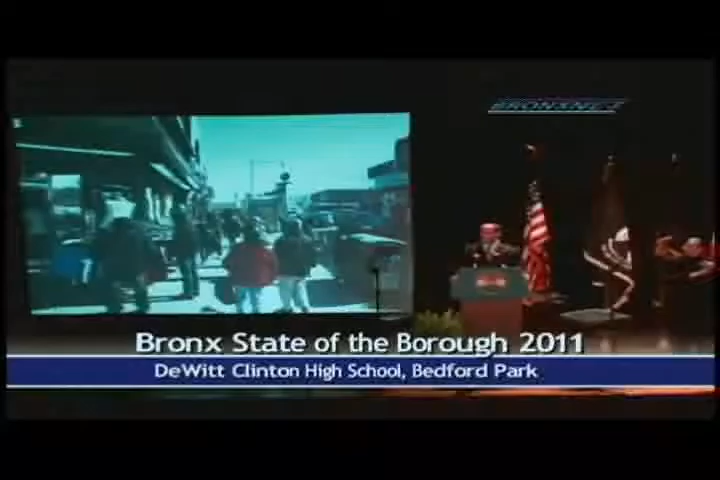 BRONXNET
Bronx State of the Borough 2011
DeWitt Clinton High School, Bedford Park